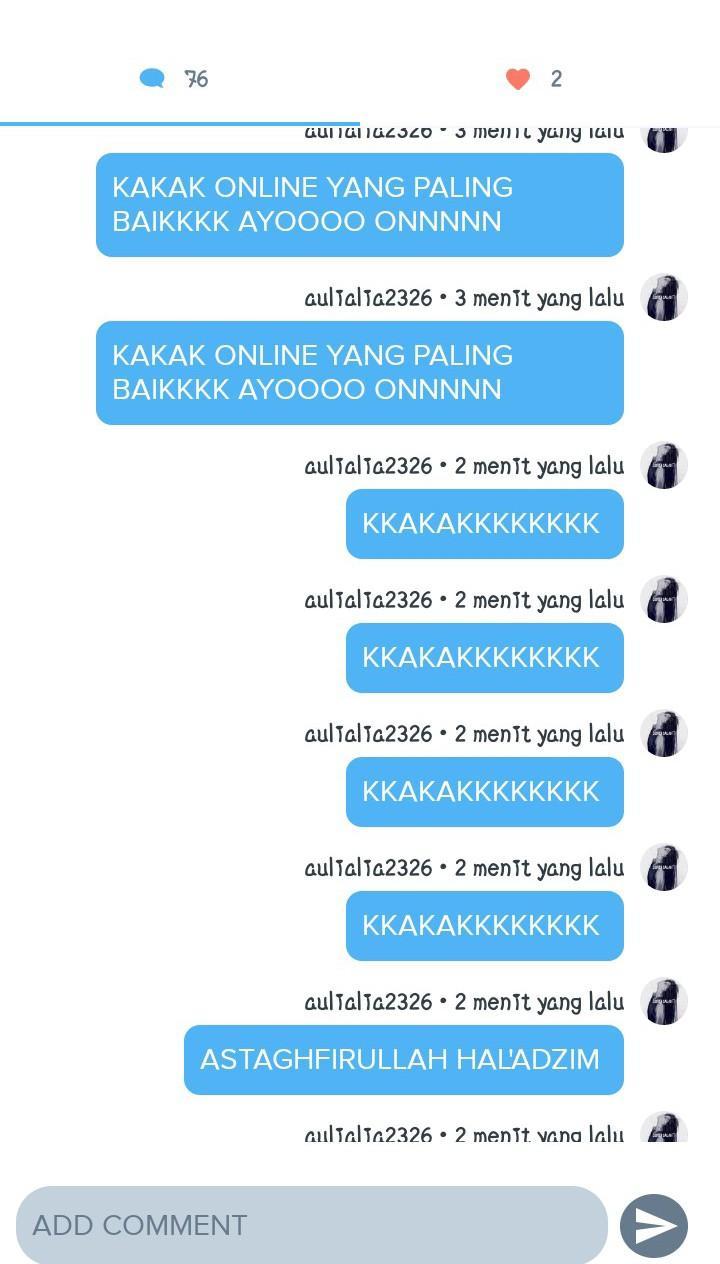 76
2
aulialia2326 • 3 menit yang lalu
KAKAK ONLINE YANG PALING
BAIKKKK AYOOOO ONNNNN
aulialia2326 • 3 menit yang lalu
KAKAK ONLINE YANG PALING
BAIKKKK AYOOOO ONNNNN
aulialia2326 • 2 menit yang lalu
KKAKAKKKKKKKK
aulialia2326 • 2 menit yang lalu
KKAKAKKKKKKKK
aulialia2326 • 2 menit yang lalu
KKAKAKKKKKKKK
aulialia2326 • 2 menit yang lalu
KKAKAKKKKKKKK
aulialia2326 • 2 menit yang lalu
ASTAGHFIRULLAH HAL'ADZIM
aulialia2326 • 2 menit yang lalu
ADD COMMENT